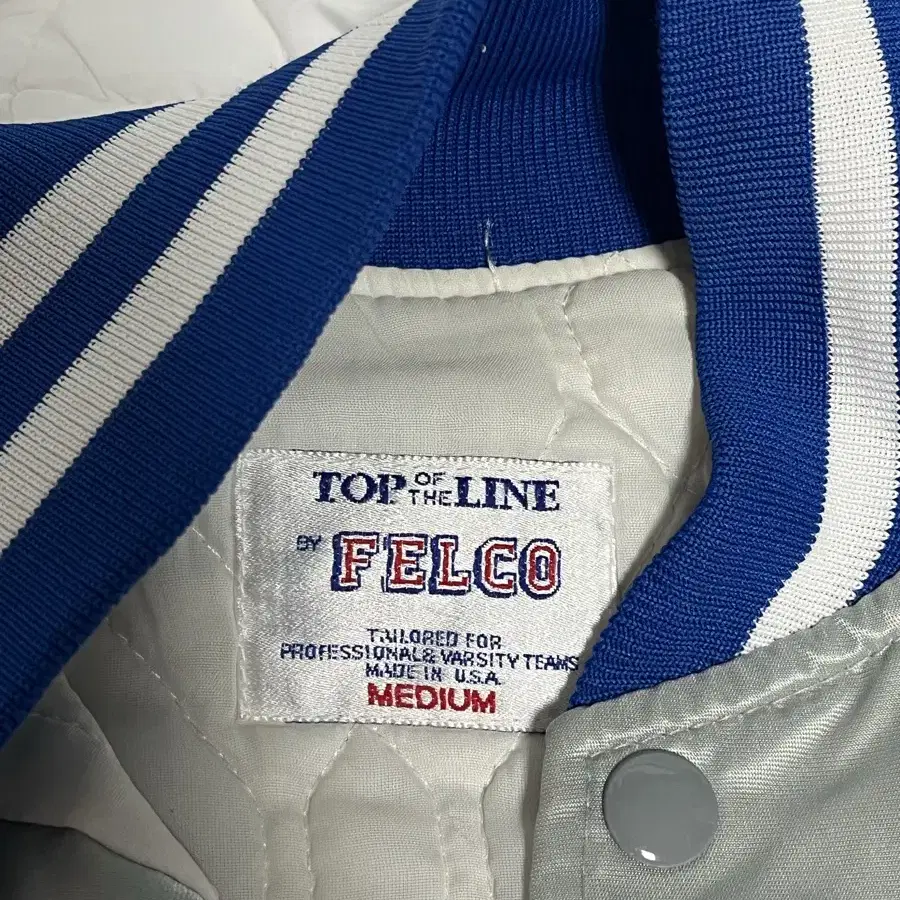 TOP OF THE LINE
BY FELCO
TAILORED FOR
PROFESSIONAL & VARSITY TEAMS
MADE IN U.S.A
MEDIUM